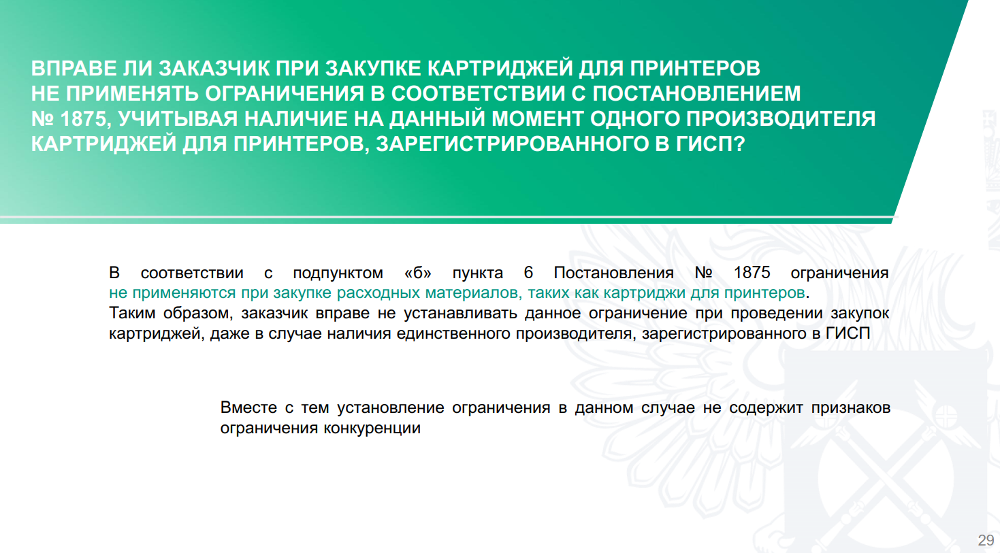 ВПРАВЕ ЛИ ЗАКАЗЧИК ПРИ ЗАКУПКЕ КАРТРИДЖЕЙ ДЛЯ ПРИНТЕРОВ
НЕ ПРИМЕНЯТЬ ОГРАНИЧЕНИЯ В СООТВЕТСТВИИ С ПОСТАНОВЛЕНИЕМ
№ 1875, УЧИТЫВАЯ НАЛИЧИЕ НА ДАННЫЙ МОМЕНТ ОДНОГО ПРОИЗВОДИТЕЛЯ
КАРТРИДЖЕЙ ДЛЯ ПРИНТЕРОВ, ЗАРЕГИСТРИРОВАННОГО В ГИСП?
В соответствии с подпунктом «б» пункта 6 Постановления № 1875 ограничения
не применяются при закупке расходных материалов, таких как картриджи для принтеров.
Таким образом, заказчик вправе не устанавливать данное ограничение при проведении закупок
картриджей, даже в случае наличия единственного производителя, зарегистрированного в ГИСП
Вместе с тем установление ограничения в данном случае не содержит признаков
ограничения конкуренции
29